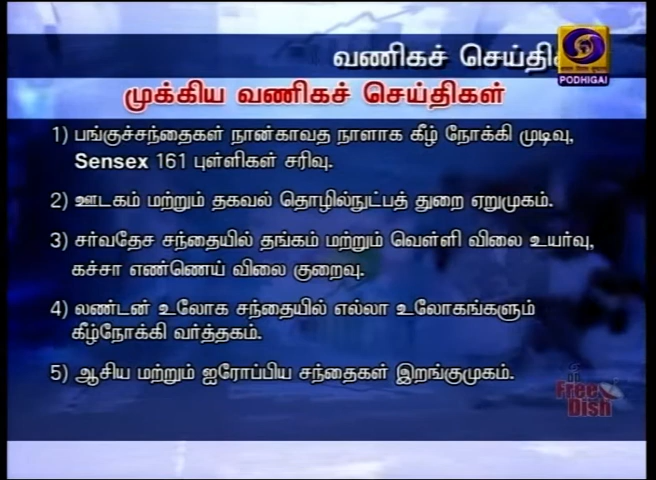 வணிகச் செய்தி
PODHIGAI
முக்கிய வணிகச் செய்திகள்
1) பங்குச்சந்தைகள் நான்காவத நாளாக கீழ் நோக்கி முடிவு,
Sensex 161 புள்ளிகள் சரிவு.
2) ஊடகம் மற்றும் தகவல் தொழில்நுட்பத் துறை ஏறுமுகம்.
3) சர்வதேச சந்தையில் தங்கம் மற்றும் வெள்ளி விலை உயர்வு,
கச்சா எண்ணெய் விலை குறைவு.
4) லண்டன் உலோக சந்தையில் எல்லா உலோகங்களும்
கீழ்நோக்கி வர்த்தகம்.
5) ஆசிய மற்றும் ஐரோப்பிய சந்தைகள் இறங்குமுகம்.
DD
Free
Dish